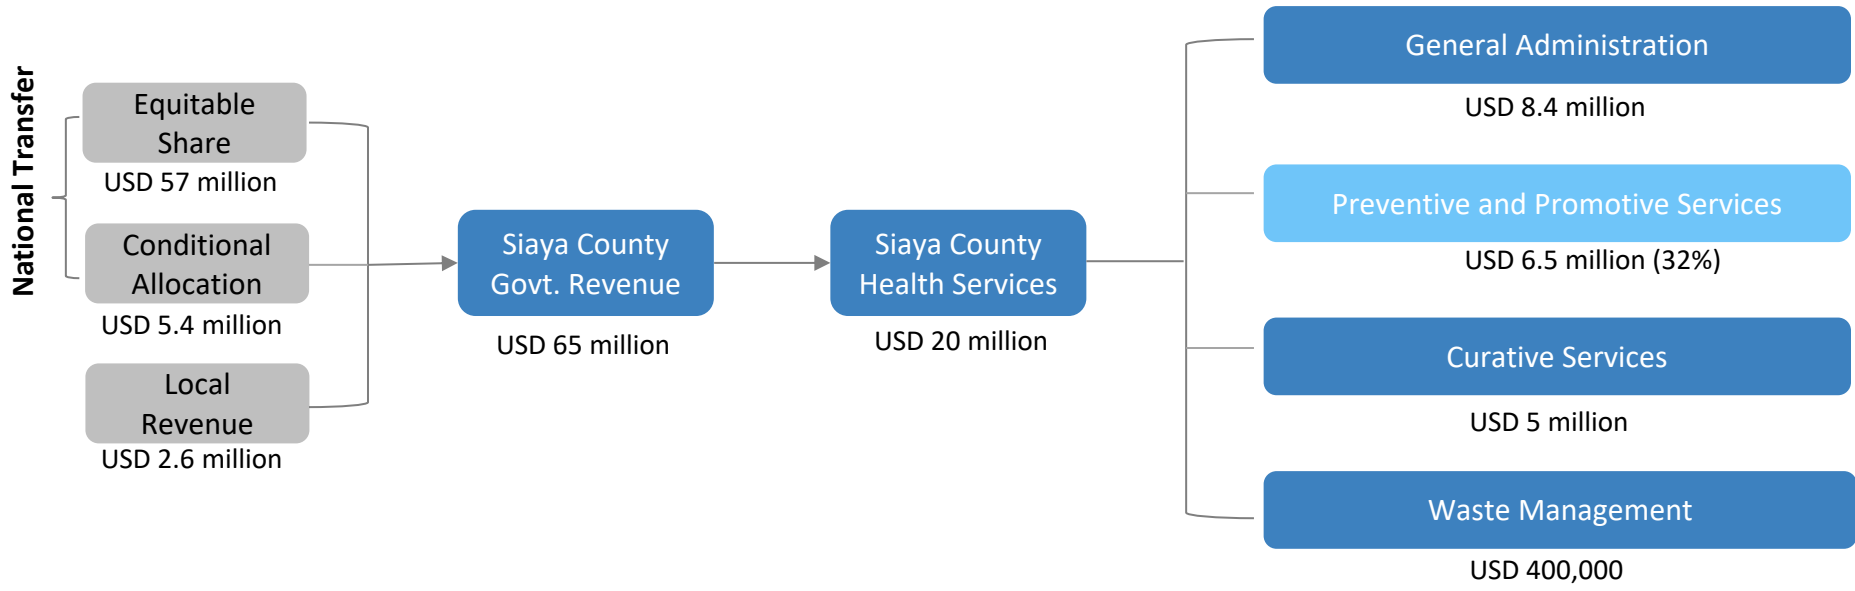 National Transfer
Equitable
Share
USD 57 million
Conditional
Allocation
USD 5.4 million
Local
Revenue
USD 2.6 million
Siaya County
Govt. Revenue
USD 65 million
Siaya County
Health Services
USD 20 million
General Administration
USD 8.4 million
Preventive and Promotive Services
USD 6.5 million (32%)
Curative Services
USD 5 million
Waste Management
USD 400,000